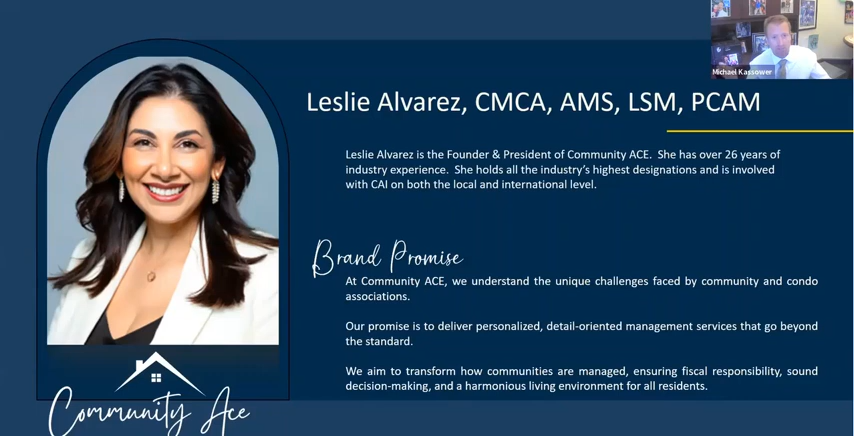 Michael Kassower
Leslie Alvarez, CMCA, AMS, LSM, PCAM
Leslie Alvarez is the Founder & President of Community ACE.  She has over 26 years of
industry experience.  She holds all the industry's highest designations and is involved
with CAI on both the local and international level.
Brand Promise
At Community ACE, we understand the unique challenges faced by community and condo
associations.
Our promise is to deliver personalized, detail-oriented management services that go beyond
the standard.
We aim to transform how communities are managed, ensuring fiscal responsibility, sound
decision-making, and a harmonious living environment for all residents.
Community Ace